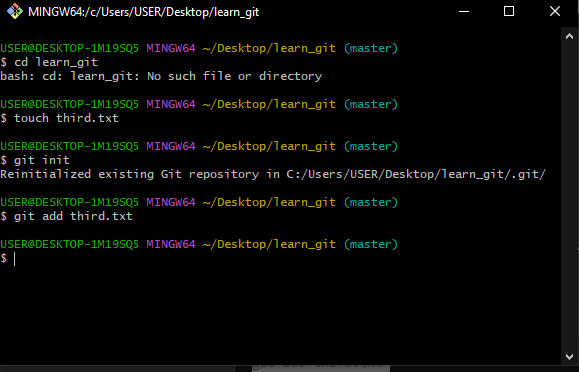 MINGW64:/c/Users/USER/Desktop/learn_git
USER@DESKTOP-1M19SQ5 MINGW64 ~/Desktop/learn_git (master)
$ cd learn_git
bash: cd: learn_git: No such file or directory
USER@DESKTOP-1M19SQ5 MINGW64 ~/Desktop/learn_git (master)
$ touch third.txt
USER@DESKTOP-1M19SQ5 MINGW64 ~/Desktop/learn_git (master)
$ git init
Reinitialized existing Git repository in C:/Users/USER/Desktop/learn_git/.git/
USER@DESKTOP-1M19SQ5 MINGW64 ~/Desktop/learn_git (master)
$ git add third.txt
USER@DESKTOP-1M19SQ5 MINGW64 ~/Desktop/learn_git (master)
$